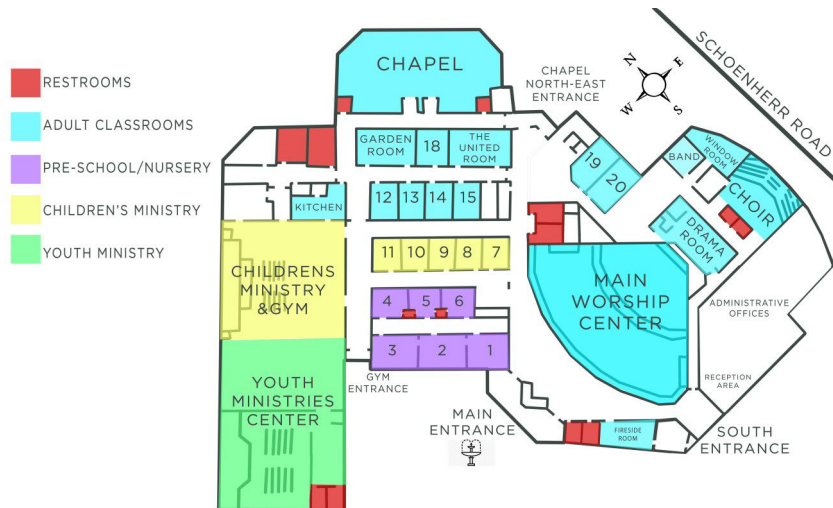 RESTROOMS
ADULT CLASSROOMS
PRE-SCHOOL/NURSERY
CHILDREN'S MINISTRY
YOUTH MINISTRY
CHAPEL
CHAPEL
NORTH-EAST
ENTRANCE
N
E
W
S
SCHOENHERR ROAD
GARDEN
ROOM
18
THE
UNITED
ROOM
19
20
BAND
WINDOW
ROOM
CHOIR
DRAMA
ROOM
KITCHEN
12
13
14
15
11
10
9
8
7
4
5
6
3
2
1
CHILDRENS
MINISTRY
&GYM
YOUTH
MINISTRIES
CENTER
GYM
ENTRANCE
MAIN
WORSHIP
CENTER
ADMINISTRATIVE
OFFICES
RECEPTION
AREA
MAIN
ENTRANCE
FIRESIDE
ROOM
SOUTH
ENTRANCE